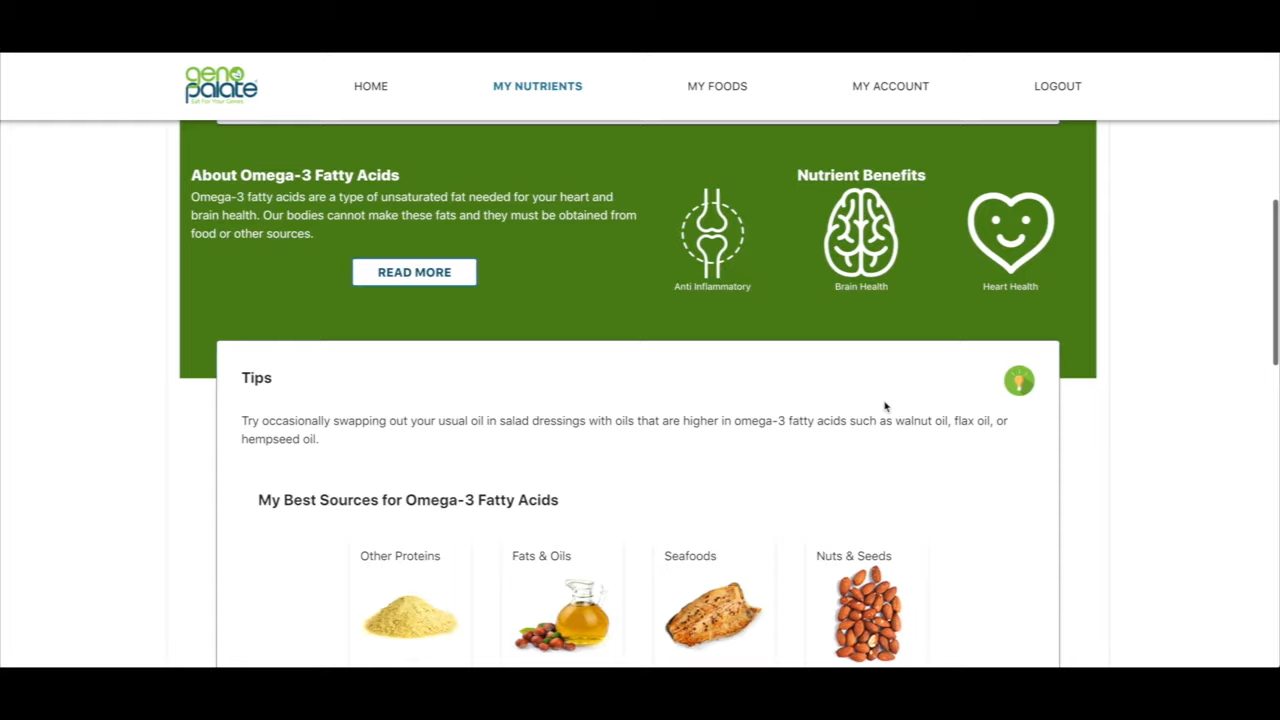 geno
palate
Eat For Your Genes
HOME
MY NUTRIENTS
MY FOODS
MY ACCOUNT
LOGOUT
About Omega-3 Fatty Acids
Omega-3 fatty acids are a type of unsaturated fat needed for your heart and
brain health. Our bodies cannot make these fats and they must be obtained from
food or other sources.
READ MORE
Nutrient Benefits
Anti Inflammatory
Brain Health
Heart Health
Tips
Try occasionally swapping out your usual oil in salad dressings with oils that are higher in omega-3 fatty acids such as walnut oil, flax oil, or
hempseed oil.
My Best Sources for Omega-3 Fatty Acids
Other Proteins
Fats & Oils
Seafoods
Nuts & Seeds